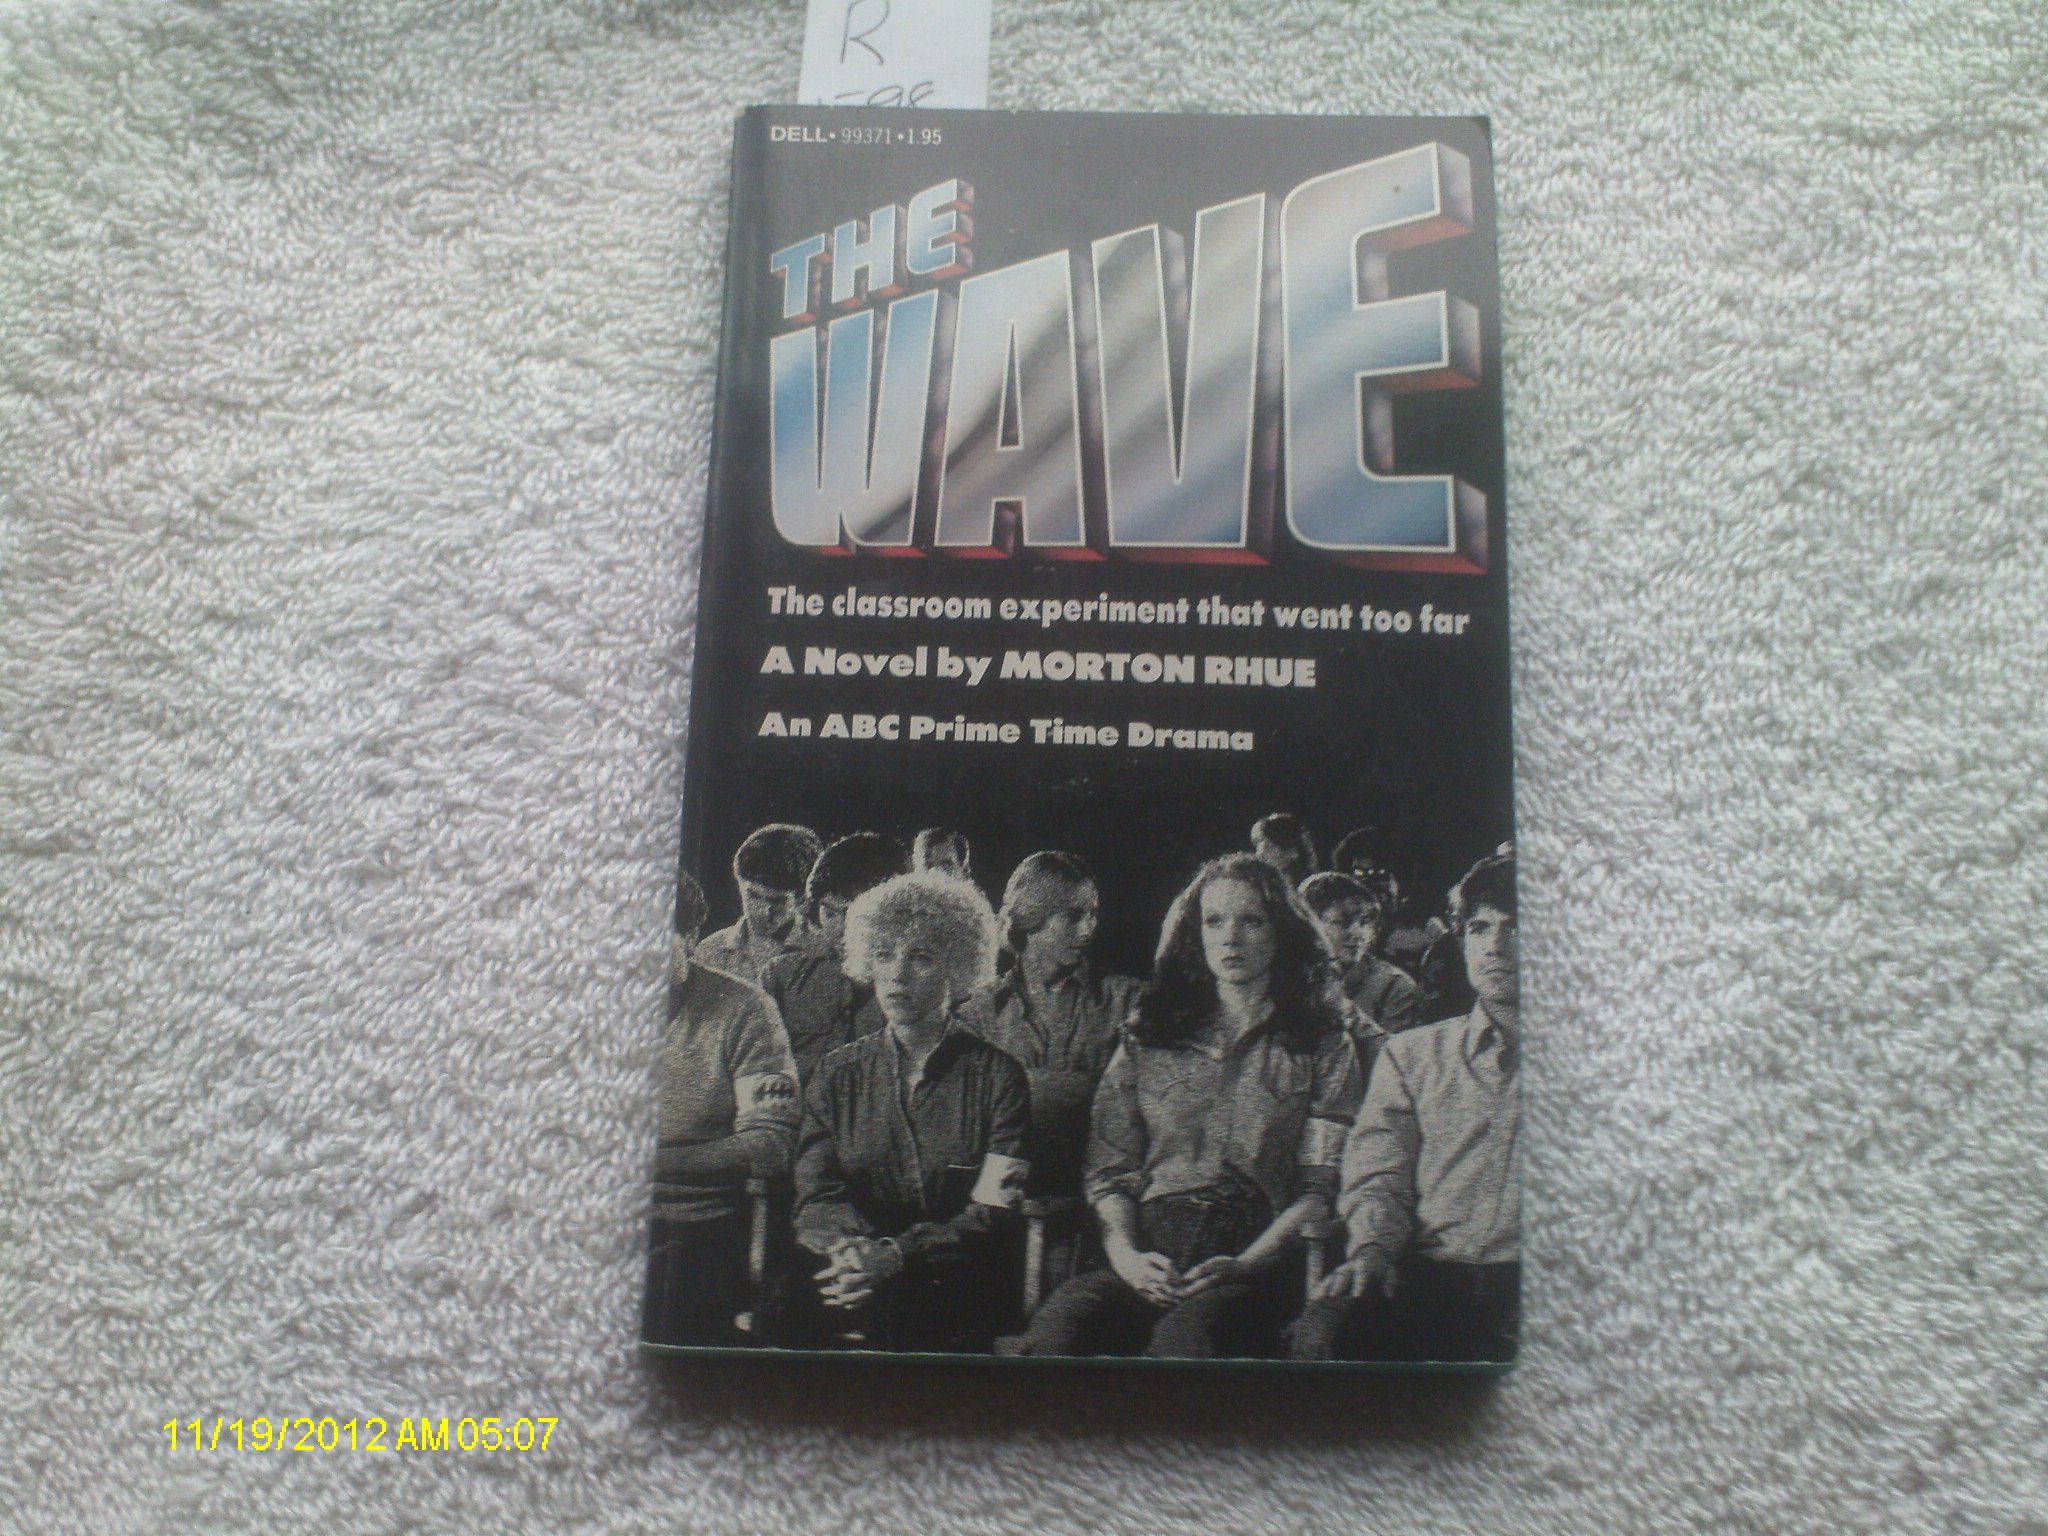 R
DELL • 99371 • 1.95
THE
WAVE
The classroom experiment that went too far
A Novel by MORTON RHUE
An ABC Prime Time Drama
11/19/2012 AM 05:07